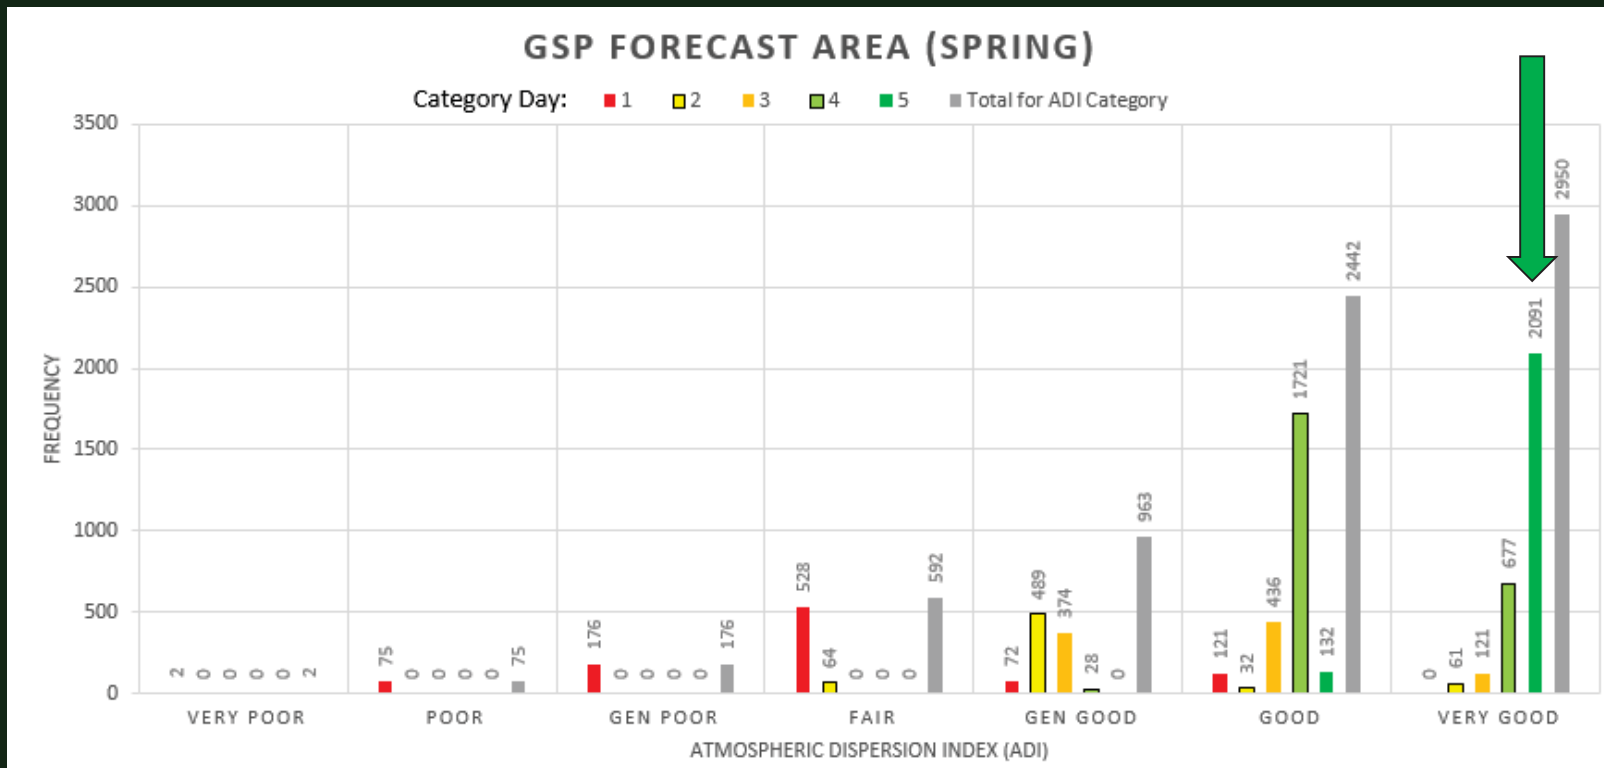 GSP FORECAST AREA (SPRING)
Category Day: 1 2 3 4 5 Total for ADI Category
3500
3000
2500
2000
1500
1000
500
0
FREQUENCY
2 0 0 0 0 2
75 0 0 0 0 75
176 0 0 0 0 176
528 64 0 0 0 592
72 489 374 28 0 963
121 32 436 1721 132 2442
0 61 121 677 2091 2950
VERY POOR POOR GEN POOR FAIR GEN GOOD GOOD VERY GOOD
ATMOSPHERIC DISPERSION INDEX (ADI)